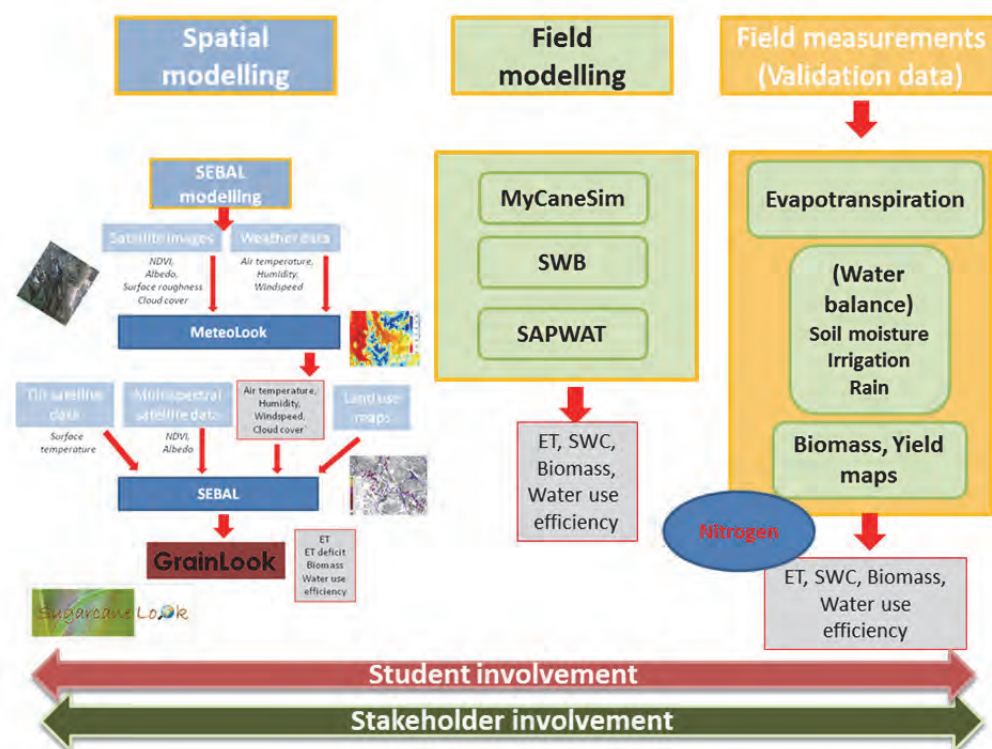 Spatial
modelling
Field
modelling
Field measurements
(Validation data)
SEBAL
modelling
Satellite images
Weather data
NDVI,
Albedo,
Surface roughness
Cloud cover
Air temperature,
Humidity,
Windspeed
MeteoLook
satellite
data
Multispectral
satellite data
Air temperature,
Humidity,
Windspeed,
Cloud cover
Land use
maps
Surface
temperature
NDVI,
Albedo
SEBAL
GrainLook
ET
ET deficit
Biomass
Water use
efficiency
Sugarcane Look
MyCaneSim
SWB
SAPWAT
ET, SWC,
Biomass,
Water use
efficiency
Evapotranspiration
(Water
balance)
Soil moisture
Irrigation
Rain
Biomass, Yield
maps
Nitrogen
ET, SWC, Biomass,
Water use
efficiency
Student involvement
Stakeholder involvement